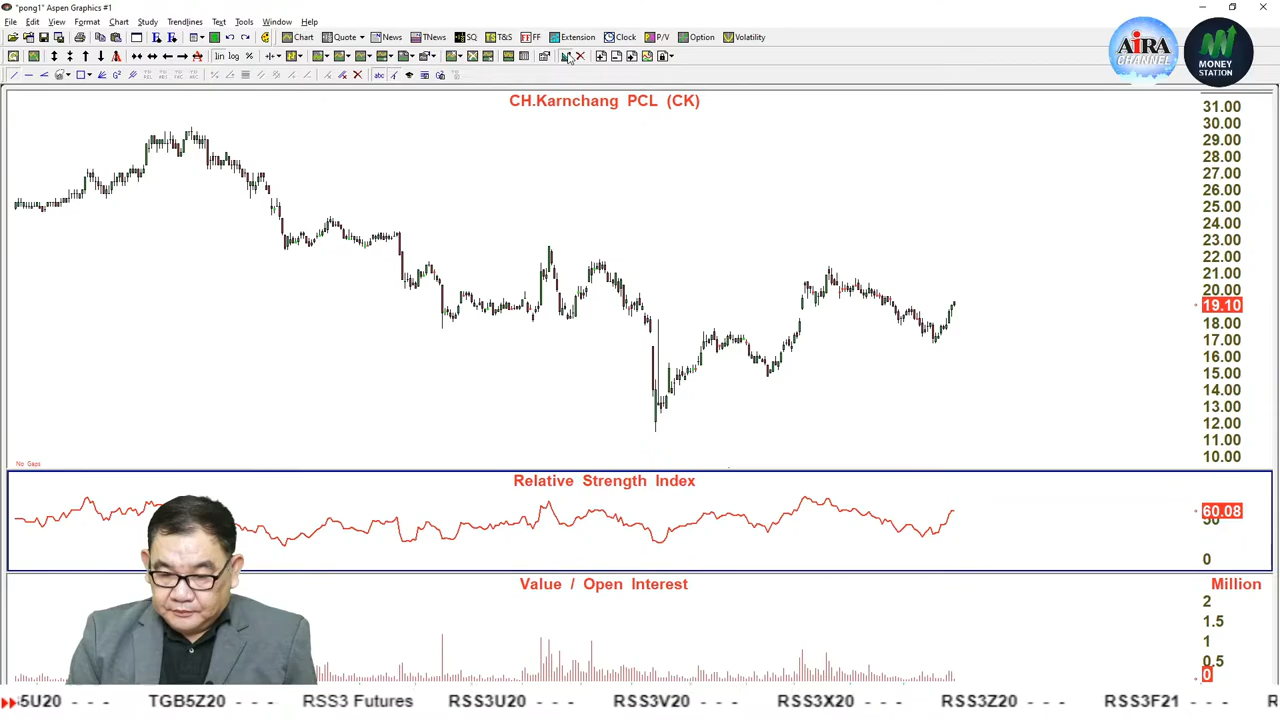 "pong1" Aspen Graphics #1
File Edit View Format Chart Study Trendlines Text Tools Window Help
Chart Quote News TNews SQ T&S FF Extension Clock P/V Option Volatility
lin log %
abc
AiRA
CHANNEL
MONEY
STATION
CH.Karnchang PCL (CK)
31.00
30.00
29.00
28.00
27.00
26.00
25.00
24.00
23.00
22.00
21.00
20.00
19.10
18.00
17.00
16.00
15.00
14.00
13.00
12.00
11.00
10.00
No Gaps
Relative Strength Index
60.08
50
0
Value / Open Interest
Million
2
1.5
1
0.5
0
5U20 - - - TGB5Z20 - - - RSS3 Futures RSS3U20 - - - RSS3V20 - - - RSS3X20 - - - RSS3Z20 - - - RSS3F21 - - - R